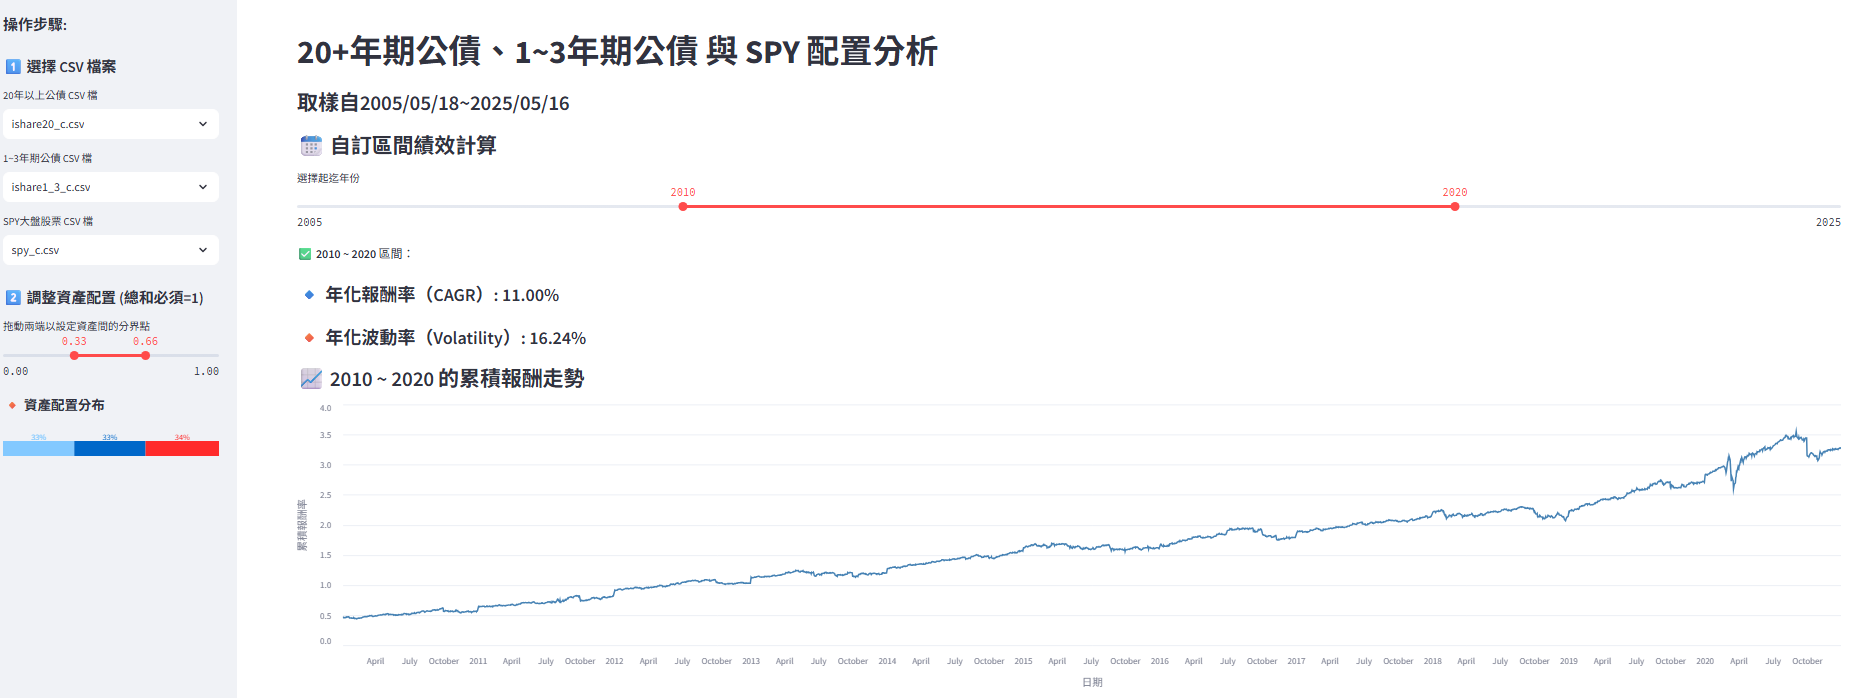 操作步驟:
1 選擇 CSV 檔案
20年以上公債 CSV 檔
ishare20_c.csv
1~3年期公債 CSV 檔
ishare1_3_c.csv
SPY大盤股票 CSV 檔
spy_c.csv
2 調整資產配置 (總和必須=1)
拖動兩端以設定資產間的分界點
0.33 0.66
0.00 1.00
資產配置分布
33% 33% 34%
20+年期公債、1~3年期公債 與 SPY 配置分析
取樣自2005/05/18~2025/05/16
自訂區間績效計算
選擇起迄年份
2010 2020
2005 2025
2010 ~ 2020 區間：
年化報酬率（CAGR）: 11.00%
年化波動率（Volatility）: 16.24%
2010 ~ 2020 的累積報酬走勢
4.0
3.5
3.0
2.5
2.0
1.5
1.0
0.5
0.0
累積報酬率
April July October 2011 April July October 2012 April July October 2013 April July October 2014 April July October 2015 April July October 2016 April July October 2017 April July October 2018 April July October 2019 April July October 2020 April July October
日期